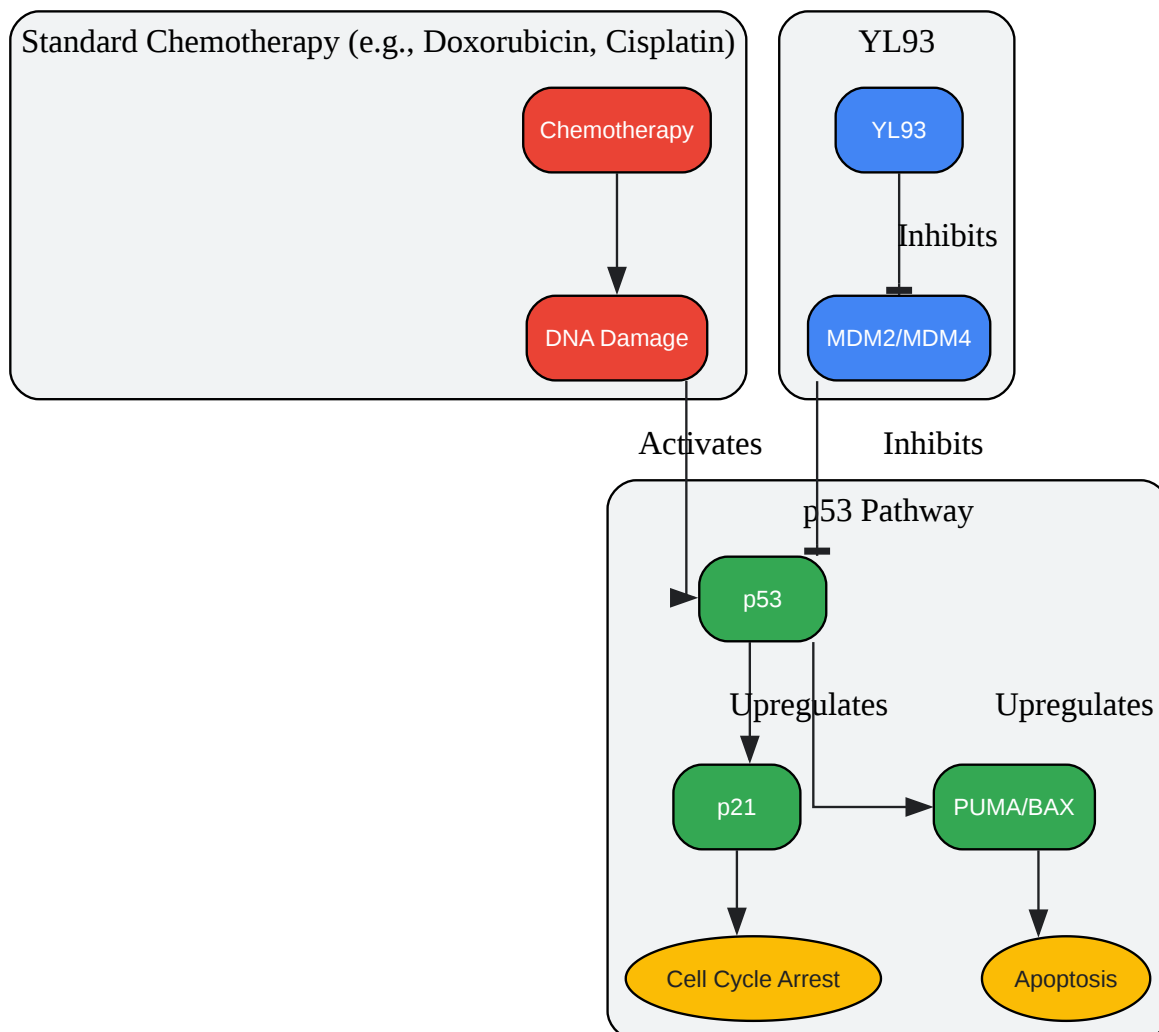 Standard Chemotherapy (e.g., Doxorubicin, Cisplatin)
YL93
Chemotherapy
YL93
Inhibits
DNA Damage
MDM2/MDM4
Activates
Inhibits
p53 Pathway
p53
Upregulates
Upregulates
p21
PUMA/BAX
Cell Cycle Arrest
Apoptosis